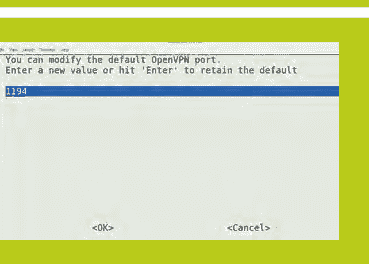 You can modify the default OpenVPN port.
Enter a new value or hit 'Enter' to retain the default
1194
<OK> <Cancel>